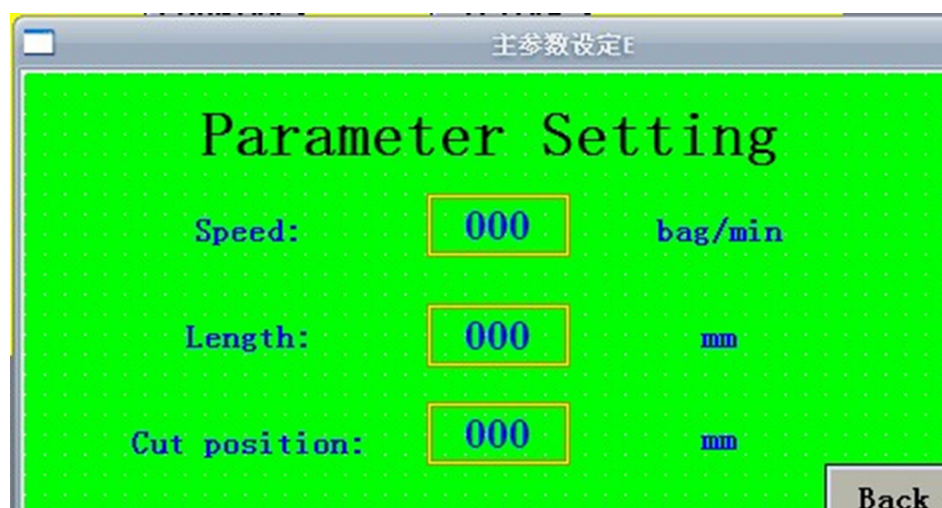 主参数设定E
Parameter Setting
Speed: 000 bag/min
Length: 000 mm
Cut position: 000 mm
Back